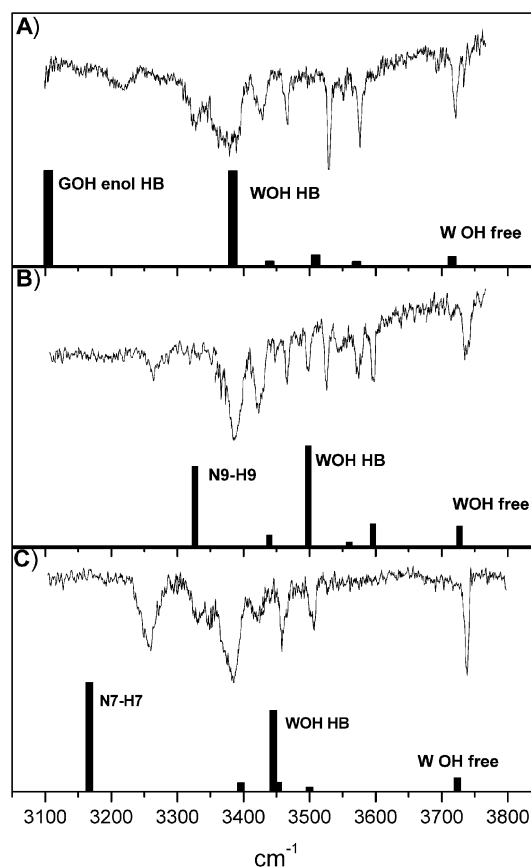 A)
GOH enol HB
WOH HB
W OH free
B)
N9-H9
WOH HB
WOH free
C)
N7-H7
WOH HB
W OH free
3100 3200 3300 3400 3500 3600 3700 3800
cm-1